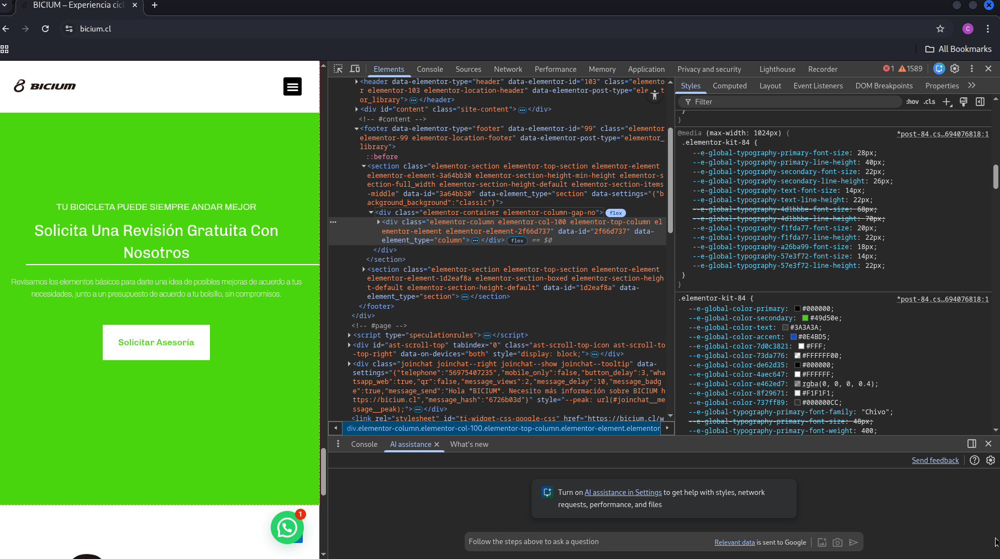 BICIUM – Experiencia cicl
bicium.cl
C
All Bookmarks
BICIUM
TU BICICLETA PUEDE SIEMPRE ANDAR MEJOR
Solicita Una Revisión Gratuita Con
Nosotros
Revisamos los elementos básicos para darte una idea de posibles mejoras de acuerdo a tus
necesidades, junto a un presupuesto de acuerdo a tu bolsillo, sin compromisos.
Solicitar Asesoría
1
Elements Console Sources Network Performance Memory Application Privacy and security Lighthouse Recorder 1 1589
<header data-elementor-type="header" data-elementor-id="103" class="elemento
r elementor-103 elementor-location-header" data-elementor-post-type="ele t
or_library"> </header>
<div id="content" class="site-content"> </div>
<!-- #content -->
<footer data-elementor-type="footer" data-elementor-id="99" class="elementor
elementor-99 elementor-location-footer" data-elementor-post-type="elementor_
library">
::before
<section class="elementor-section elementor-top-section elementor-element
elementor-element-3a64bb30 elementor-section-height-min-height elementor-s
ection-full_width elementor-section-height-default elementor-section-items
-middle" data-id="3a64bb30" data-element_type="section" data-settings="{"b
ackground_background":"classic"}">
<div class="elementor-container elementor-column-gap-no"> flex
<div class="elementor-column elementor-col-100 elementor-top-column el
ementor-element elementor-element-2f66d737" data-id="2f66d737" data-
element_type="column"> </div> flex == $0
</div>
</section>
<section class="elementor-section elementor-top-section elementor-element
elementor-element-1d2eaf8a elementor-section-boxed elementor-section-heigh
t-default elementor-section-height-default" data-id="1d2eaf8a" data-
element_type="section"> </section>
</footer>
</div>
<!-- #page -->
<script type="speculationrules"> </script>
<div id="ast-scroll-top" tabindex="0" class="ast-scroll-top-icon ast-scroll-to
-top-right" data-on-devices="both" style="display: block;"> </div>
<div class="joinchat joinchat--right joinchat--show joinchat--tooltip" data-
settings="{"telephone":"56975407235","mobile_only":false,"button_delay":3,"wha
tsapp_web":true,"qr":false,"message_views":2,"message_delay":10,"message_badg
e":true,"message_send":"Hola *BICIUM*. Necesito más información sobre BICIUM h
ttps://bicium.cl","message_hash":"6726b03d"}" style="--peak: url(#joinchat__me
ssage__peak);"> </div>
<link rel="stylesheet" id="ti-widget-css-google-css" href="https://bicium.cl/w
div.elementor-column.elementor-col-100.elementor-top-column.elementor-element.elementor
Styles Computed Layout Event Listeners DOM Breakpoints Properties
Filter :hov .cls
}
}
@media (max-width: 1024px) { *post-84.cs…694076818:1
.elementor-kit-84 {
--e-global-typography-primary-font-size: 28px;
--e-global-typography-primary-line-height: 40px;
--e-global-typography-secondary-font-size: 22px;
--e-global-typography-secondary-line-height: 26px;
--e-global-typography-text-font-size: 14px;
--e-global-typography-text-line-height: 22px;
--e-global-typography-4d1bbbe-font-size: 68px;
--e-global-typography-4d1bbbe-line-height: 70px;
--e-global-typography-f1fda77-font-size: 20px;
--e-global-typography-f1fda77-line-height: 22px;
--e-global-typography-a26ba99-font-size: 18px;
--e-global-typography-57e3f72-font-size: 14px;
--e-global-typography-57e3f72-line-height: 22px;
}
}
.elementor-kit-84 { *post-84.cs…694076818:1
--e-global-color-primary: #000000;
--e-global-color-secondary: #49d50e;
--e-global-color-text: #3A3A3A;
--e-global-color-accent: #0E4BD5;
--e-global-color-7d0c3821: #FFF;
--e-global-color-73da776: #FFFFFF00;
--e-global-color-de62d35: #000000;
--e-global-color-4aec647: #FFFFFF;
--e-global-color-e462ed7: rgba(0, 0, 0, 0.4);
--e-global-color-8f29671: #F1F1F1;
--e-global-color-737ff89: #000000CC;
--e-global-typography-primary-font-family: "Chivo";
--e-global-typography-primary-font-size: 48px;
--e-global-typography-primary-font-weight: 400;
Console AI assistance What's new
Send feedback
Turn on AI assistance in Settings to get help with styles, network
requests, performance, and files
Follow the steps above to ask a question Relevant data is sent to Google